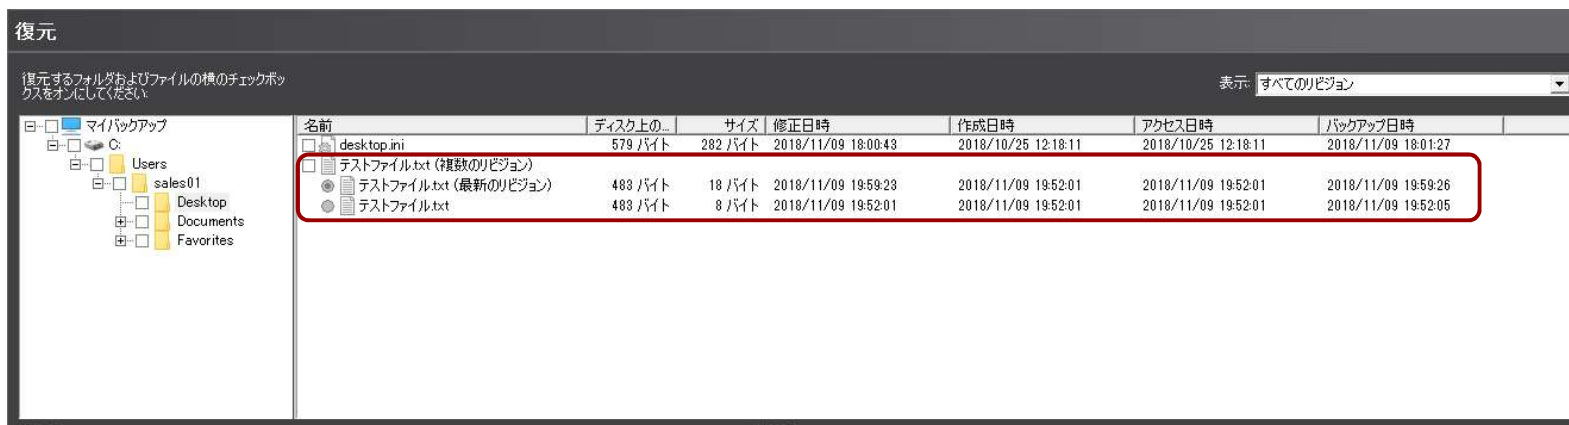 復元
復元するフォルダおよびファイルの横のチェックボッ
クスをオンにしてください:
表示: すべてのリビジョン
マイバックアップ
C:
Users
sales01
Desktop
Documents
Favorites
名前 ディスク上の... サイズ 修正日時 作成日時 アクセス日時 バックアップ日時
desktop.ini 579 バイト 282 バイト 2018/11/09 18:00:43 2018/10/25 12:18:11 2018/10/25 12:18:11 2018/11/09 18:01:27
テストファイル.txt (複数のリビジョン)
テストファイル.txt (最新のリビジョン) 483 バイト 18 バイト 2018/11/09 19:59:23 2018/11/09 19:52:01 2018/11/09 19:52:01 2018/11/09 19:59:26
テストファイル.txt 483 バイト 8 バイト 2018/11/09 19:52:01 2018/11/09 19:52:01 2018/11/09 19:52:01 2018/11/09 19:52:05